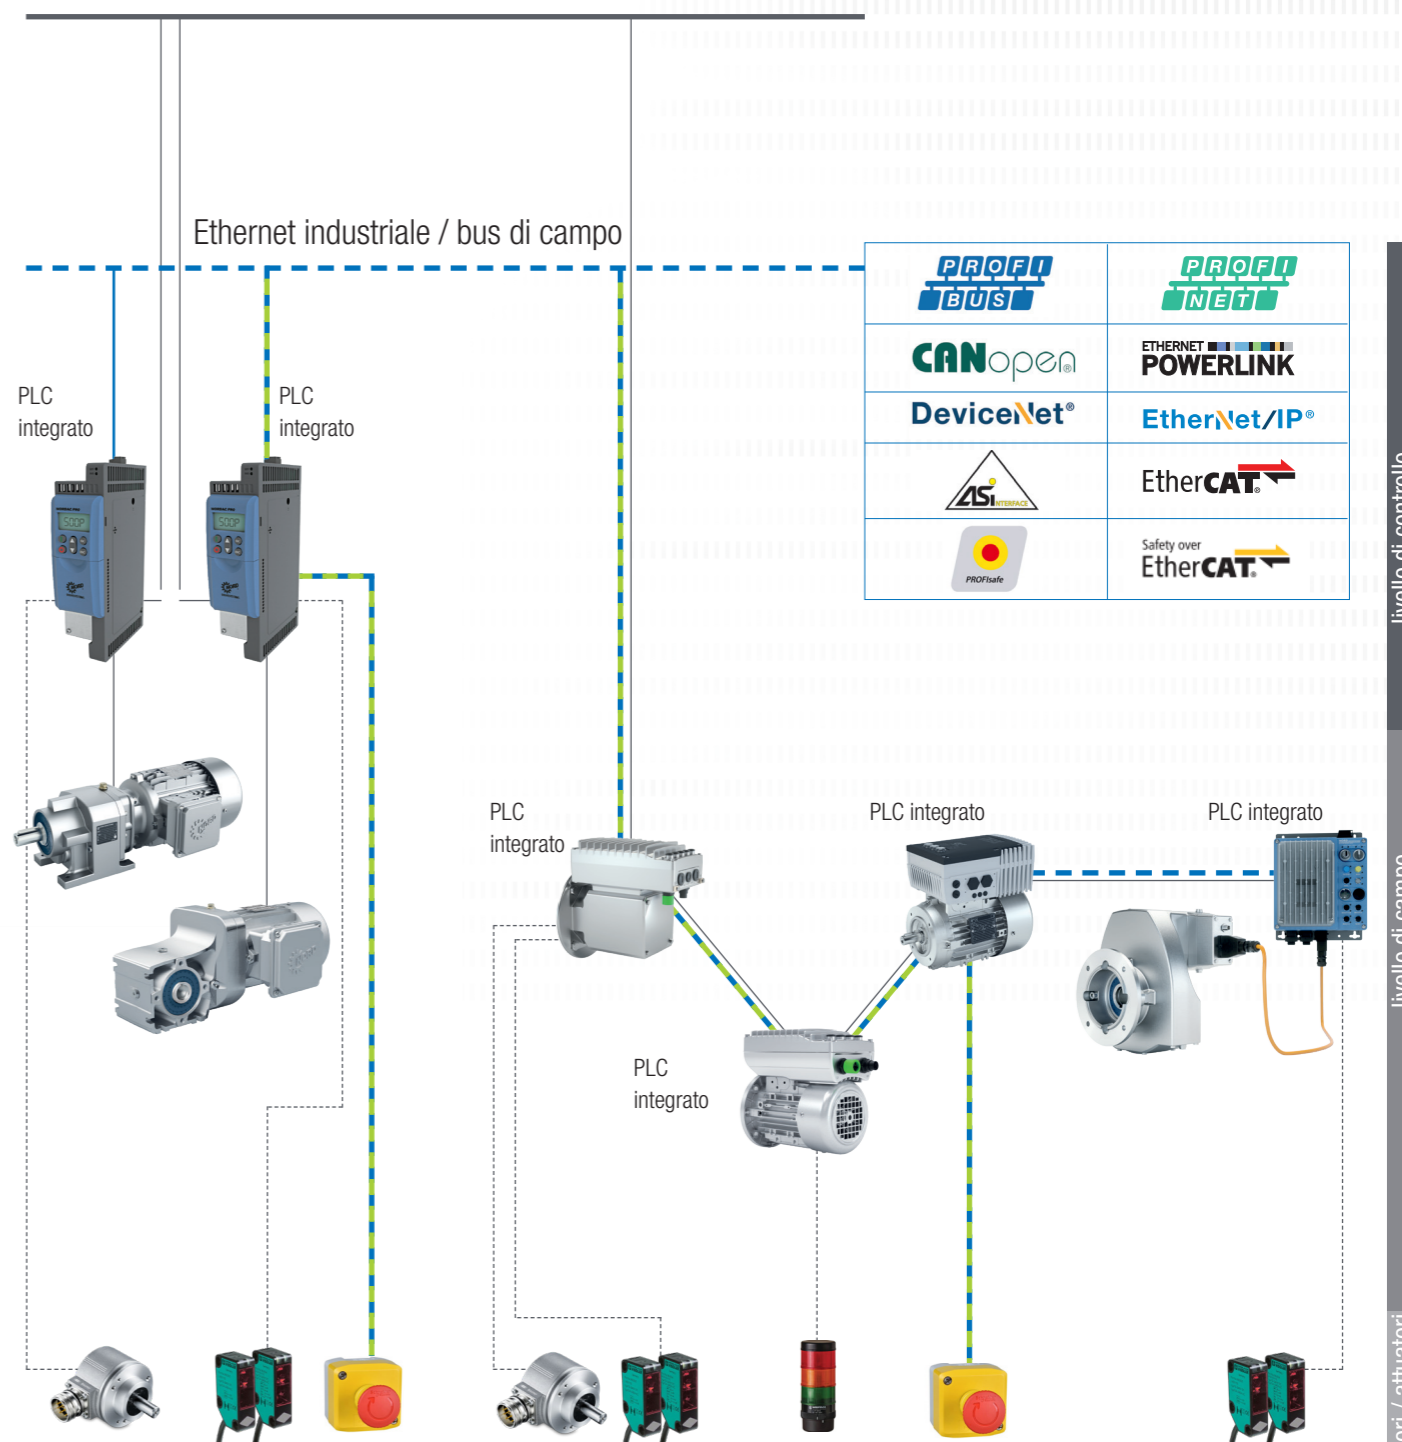 Ethernet industriale / bus di campo
PROFI
BUS
PROFI
NET
CANopen®
ETHERNET
POWERLINK
DeviceNet®
EtherNet/IP®
ASi
INTERFACE
EtherCAT®
PROFIsafe
Safety over
EtherCAT®
PLC
integrato
PLC
integrato
500P
500P
PLC
integrato
PLC integrato
PLC integrato
PLC
integrato
livello di controllo
livello di campo
/ attuatori